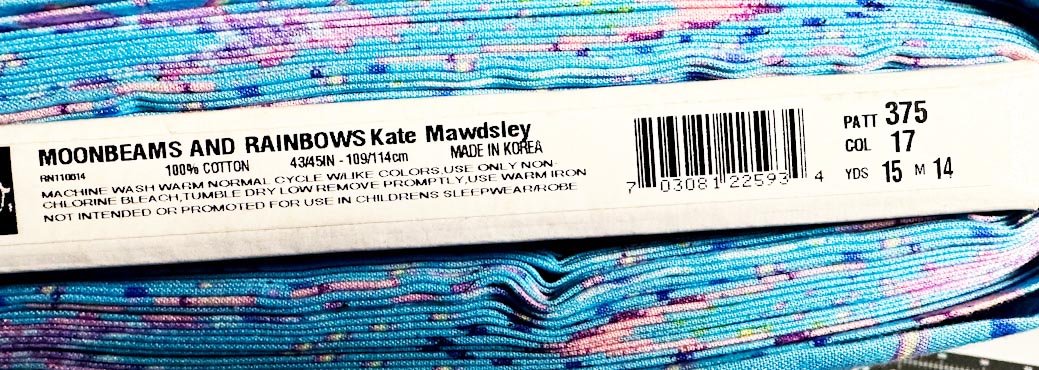 MOONBEAMS AND RAINBOWS Kate Mawdsley
RN110614 100% COTTON 43/45IN - 109/114cm MADE IN KOREA
MACHINE WASH WARM NORMAL CYCLE W/LIKE COLORS,USE ONLY NON-
CHLORINE BLEACH,TUMBLE DRY LOW REMOVE PROMPTLY,USE WARM IRON
NOT INTENDED OR PROMOTED FOR USE IN CHILDRENS SLEEPWEAR/ROBE
7 03081 22593 4
PATT 375
COL 17
YDS 15 M 14